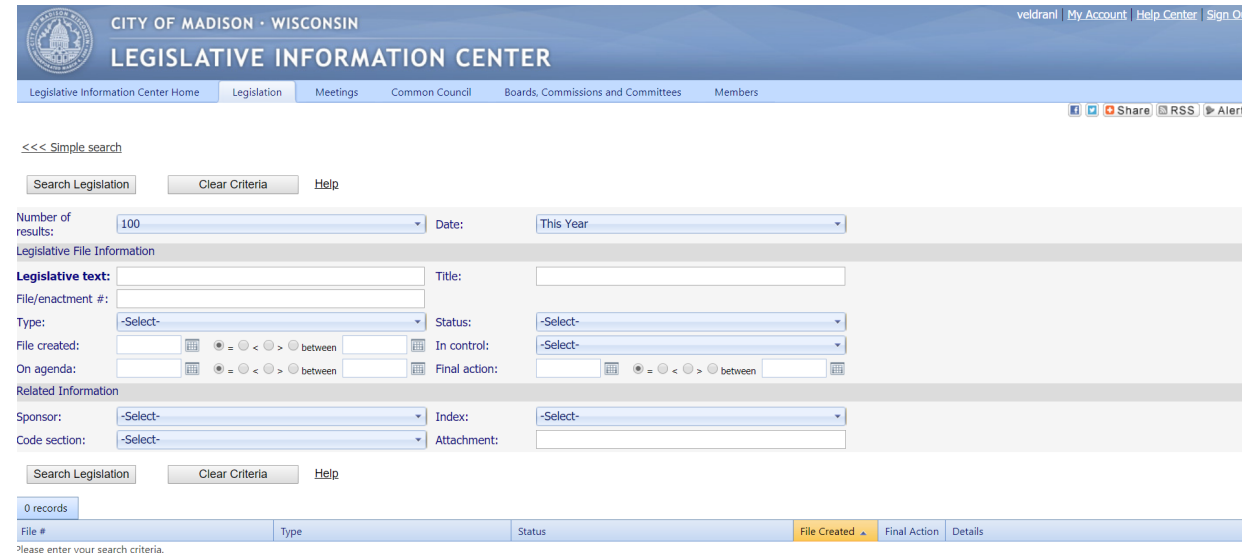 CITY OF MADISON · WISCONSIN
LEGISLATIVE INFORMATION CENTER
veldranl | My Account | Help Center | Sign
Legislative Information Center Home Legislation Meetings Common Council Boards, Commissions and Committees Members
Share RSS Alert
<<< Simple search
Search Legislation Clear Criteria Help
Number of results: 100 Date: This Year
Legislative File Information
Legislative text: Title:
File/enactment #:
Type: -Select- Status: -Select-
File created: = < > between In control: -Select-
On agenda: = < > between Final action: = < > between
Related Information
Sponsor: -Select- Index: -Select-
Code section: -Select- Attachment:
Search Legislation Clear Criteria Help
0 records
File # Type Status File Created Final Action Details
Please enter your search criteria.